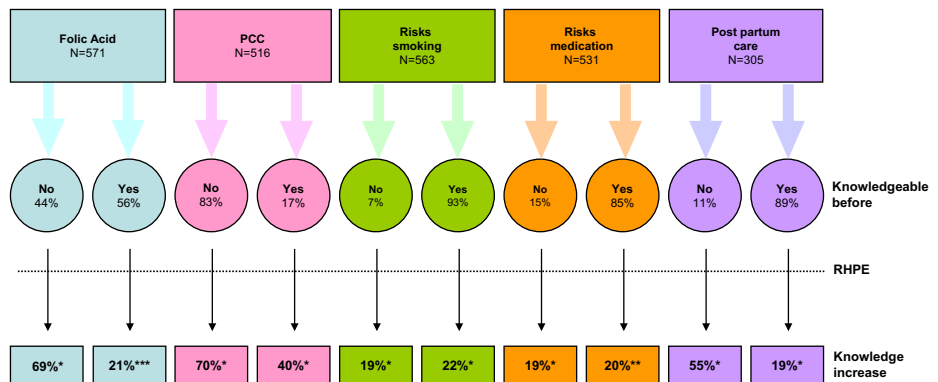 Folic Acid
N=571
PCC
N=516
Risks
smoking
N=563
Risks
medication
N=531
Post partum
care
N=305
No
44%
Yes
56%
No
83%
Yes
17%
No
7%
Yes
93%
No
15%
Yes
85%
No
11%
Yes
89%
Knowledgeable
before
RHPE
69%*
21%***
70%*
40%*
19%*
22%*
19%*
20%**
55%*
19%*
Knowledge
increase